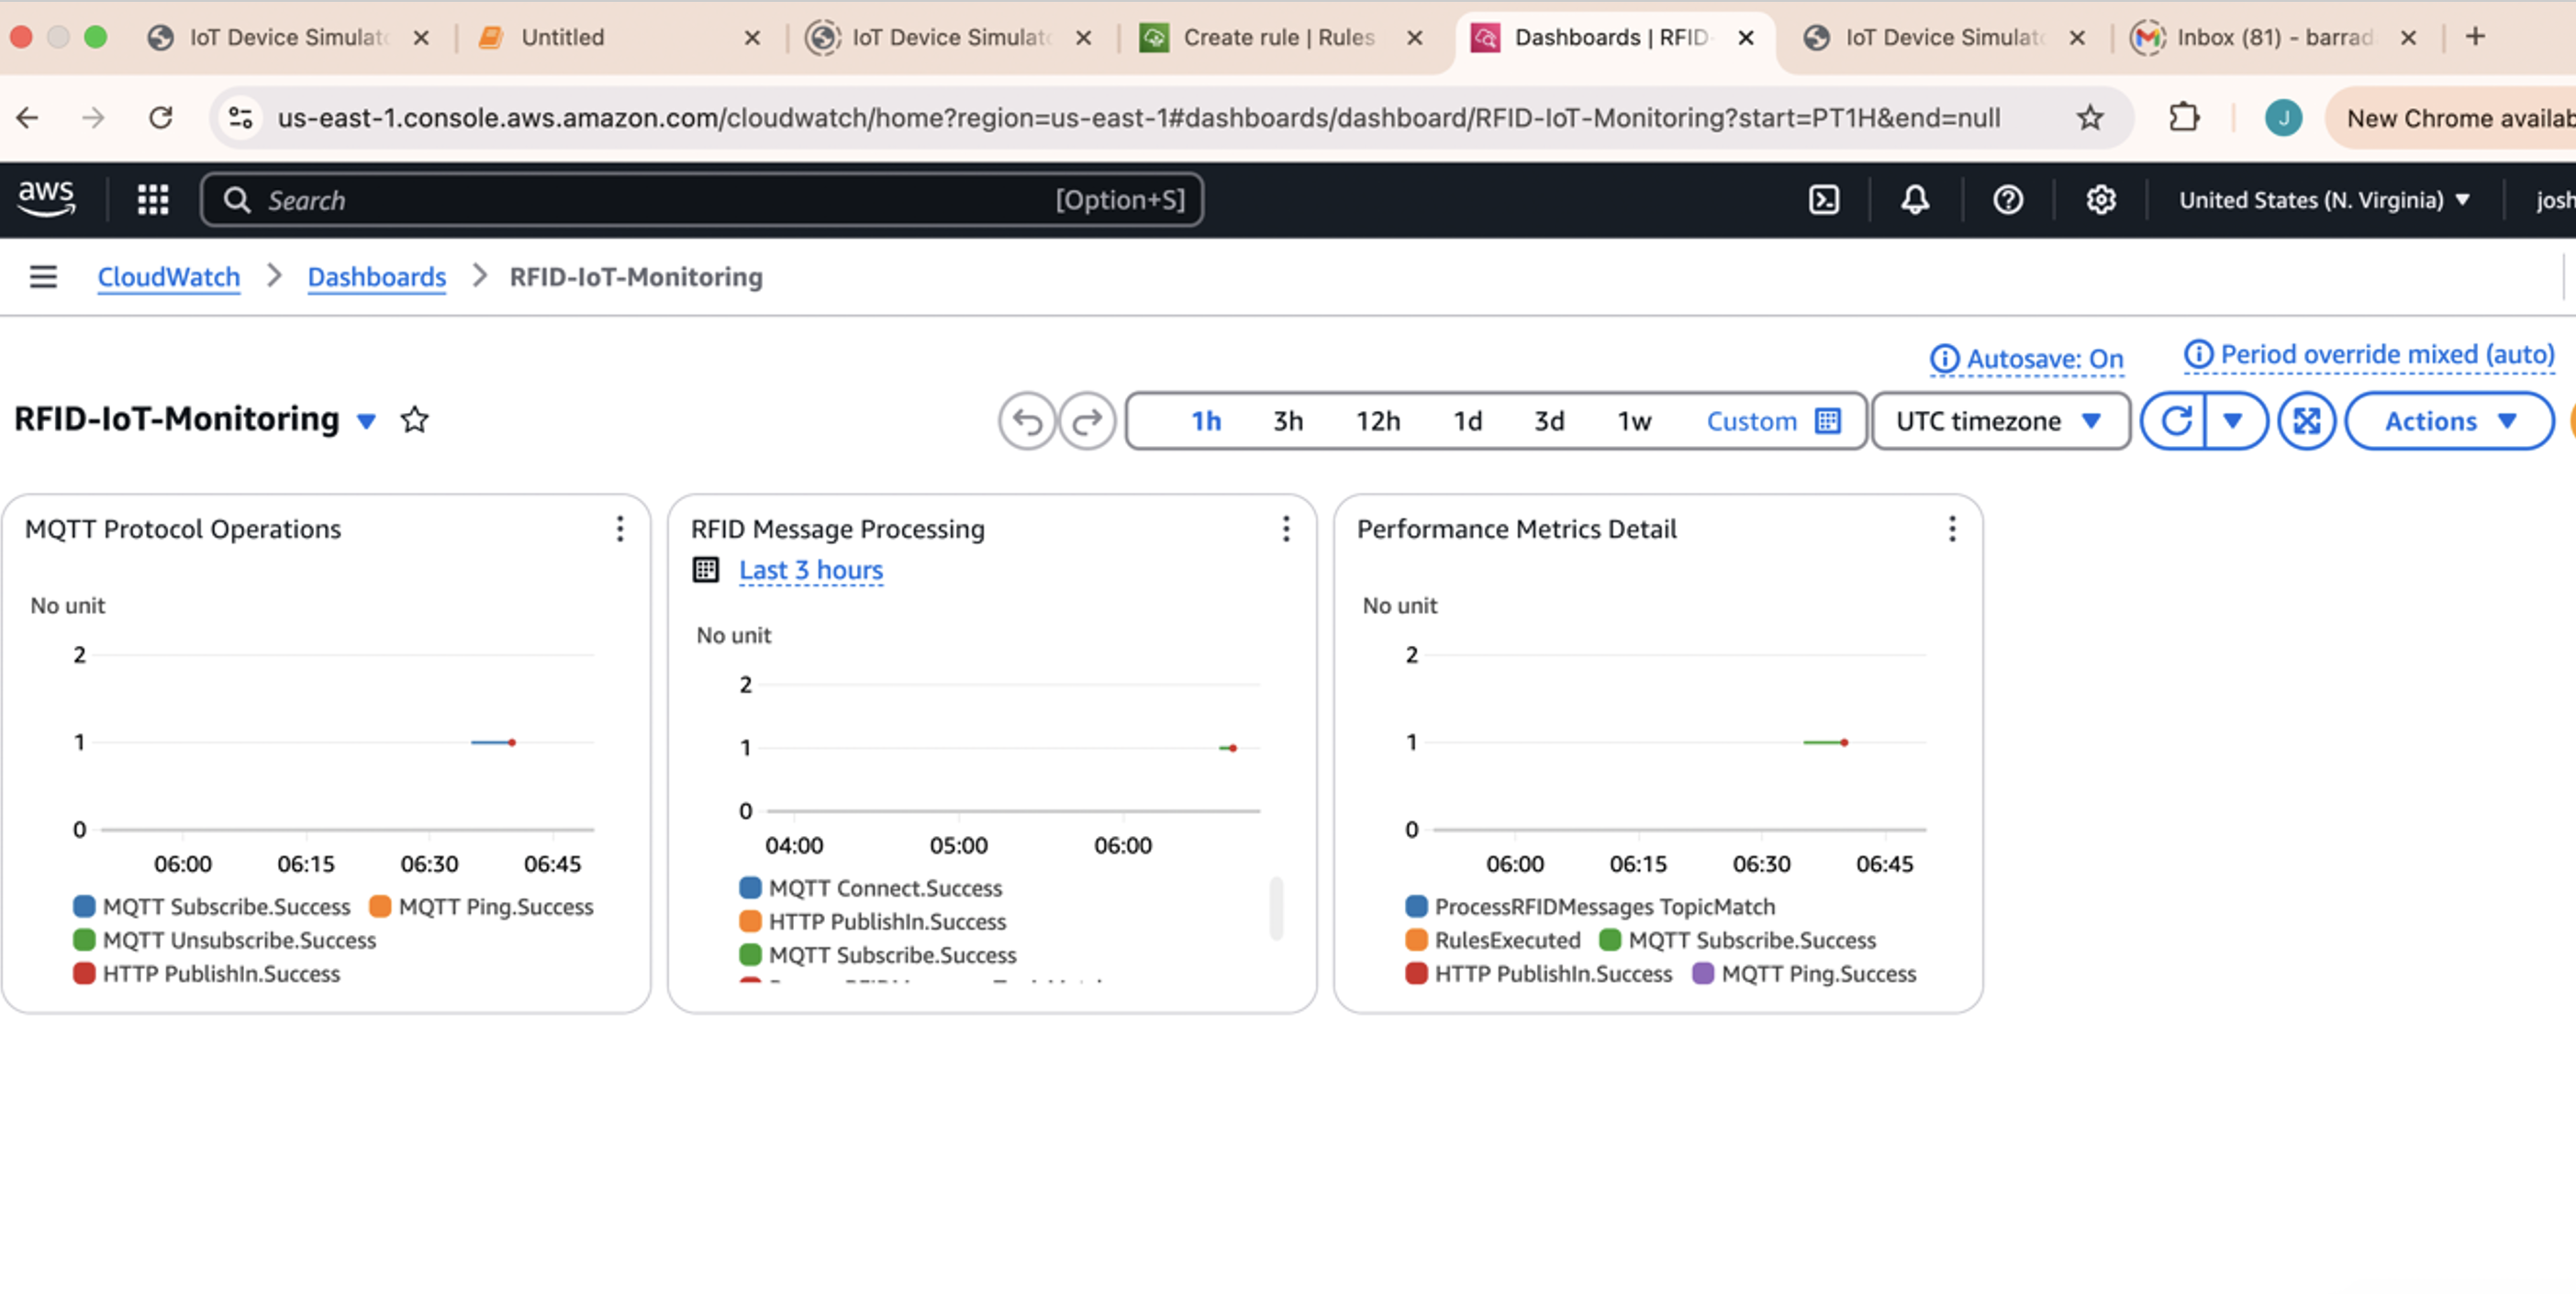 IoT Device Simulat
Untitled
IoT Device Simulat
Create rule | Rules
Dashboards | RFID-
IoT Device Simulat
Inbox (81) - barrad
us-east-1.console.aws.amazon.com/cloudwatch/home?region=us-east-1#dashboards/dashboard/RFID-IoT-Monitoring?start=PT1H&end=null
J
New Chrome availab
aws
Search
[Option+S]
United States (N. Virginia)
josh
CloudWatch
Dashboards
RFID-IoT-Monitoring
Autosave: On
Period override mixed (auto)
RFID-IoT-Monitoring
1h 3h 12h 1d 3d 1w Custom
UTC timezone
Actions
MQTT Protocol Operations
No unit
2
1
0
06:00 06:15 06:30 06:45
MQTT Subscribe.Success MQTT Ping.Success
MQTT Unsubscribe.Success
HTTP PublishIn.Success
RFID Message Processing
Last 3 hours
No unit
2
1
0
04:00 05:00 06:00
MQTT Connect.Success
HTTP PublishIn.Success
MQTT Subscribe.Success
Performance Metrics Detail
No unit
2
1
0
06:00 06:15 06:30 06:45
ProcessRFIDMessages TopicMatch
RulesExecuted MQTT Subscribe.Success
HTTP PublishIn.Success MQTT Ping.Success